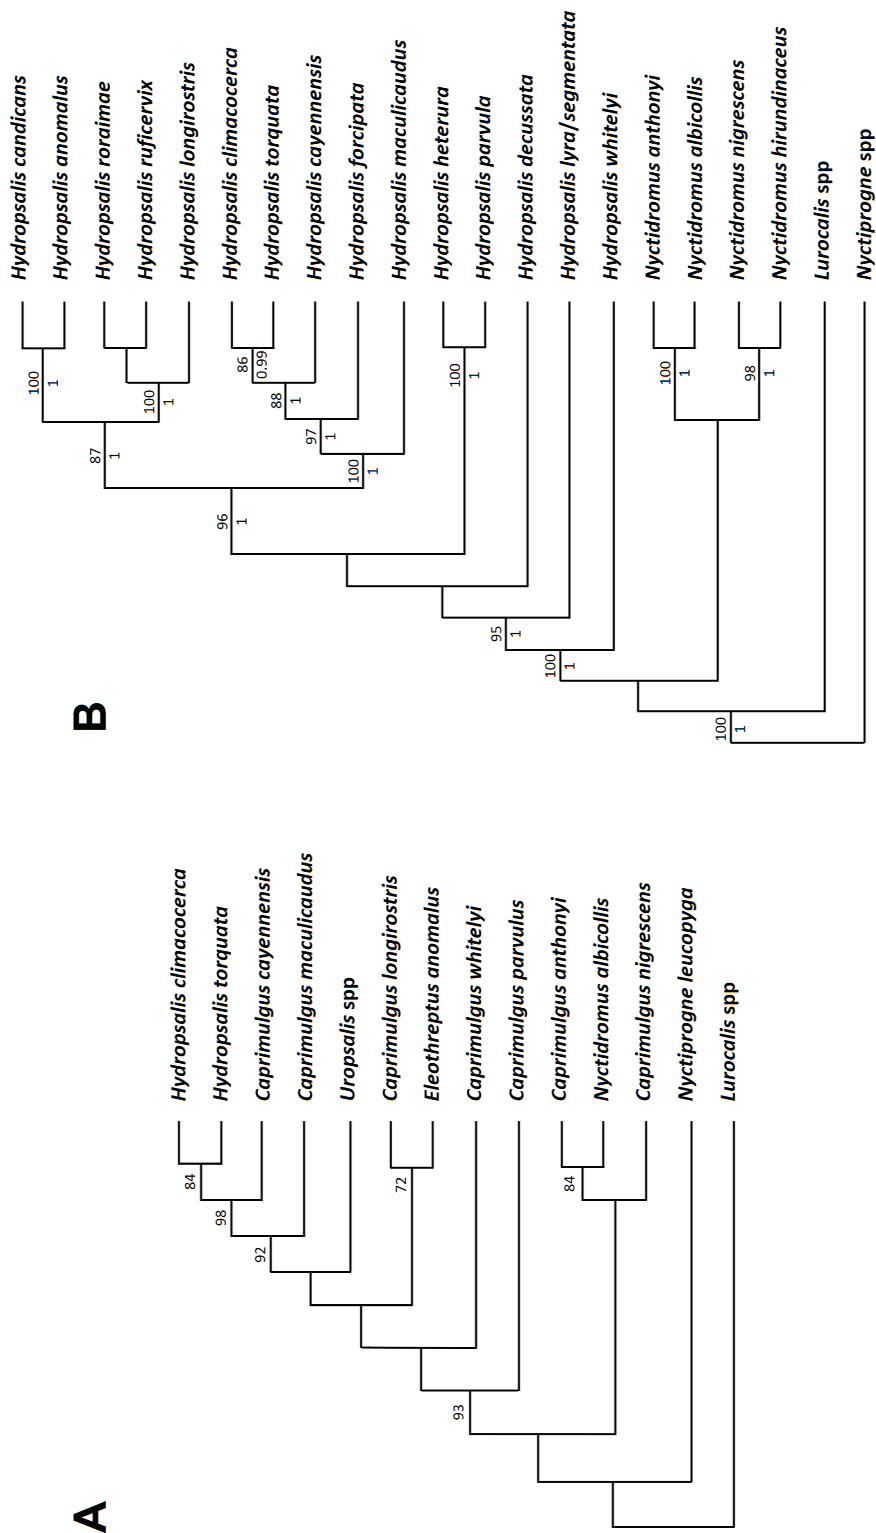 A
Hydropsalis climacocerca
Hydropsalis torquata
Caprimulgus cayennensis
Caprimulgus maculicaudus
Uropsalis spp
Caprimulgus longirostris
Eleothreptus anomalus
Caprimulgus whitelyi
Caprimulgus parvulus
Caprimulgus anthonyi
Nyctidromus albicollis
Caprimulgus nigrescens
Nyctiprogne leucopyga
Lurocalis spp
84
98
92
72
93
84
B
Hydropsalis candicans
Hydropsalis anomalus
Hydropsalis roraimae
Hydropsalis ruficervix
Hydropsalis longirostris
Hydropsalis climacocerca
Hydropsalis torquata
Hydropsalis cayennensis
Hydropsalis forcipata
Hydropsalis maculicaudus
Hydropsalis heterura
Hydropsalis parvula
Hydropsalis decussata
Hydropsalis lyra/segmentata
Hydropsalis whitelyi
Nyctidromus anthonyi
Nyctidromus albicollis
Nyctidromus nigrescens
Nyctidromus hirundinaceus
Lurocalis spp
Nyctiprogne spp
100
1
100
1
87
1
86
0.99
88
1
97
1
100
1
96
1
100
1
95
1
100
1
100
1
98
1
100
1